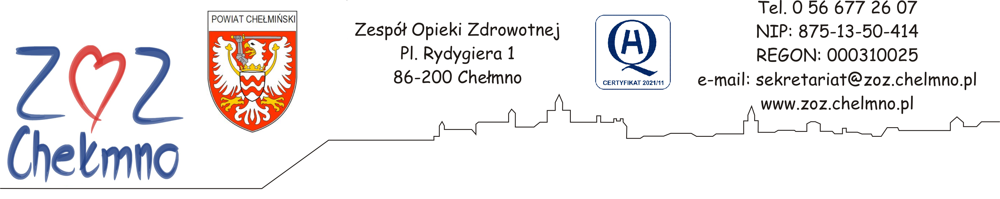 ZOZ
Chełmno
POWIAT CHEŁMIŃSKI
Zespół Opieki Zdrowotnej
Pl. Rydygiera 1
86-200 Chełmno
HQ
CERTYFIKAT 2021/11
Tel. 0 56 677 26 07
NIP: 875-13-50-414
REGON: 000310025
e-mail: sekretariat@zoz.chelmno.pl
www.zoz.chelmno.pl